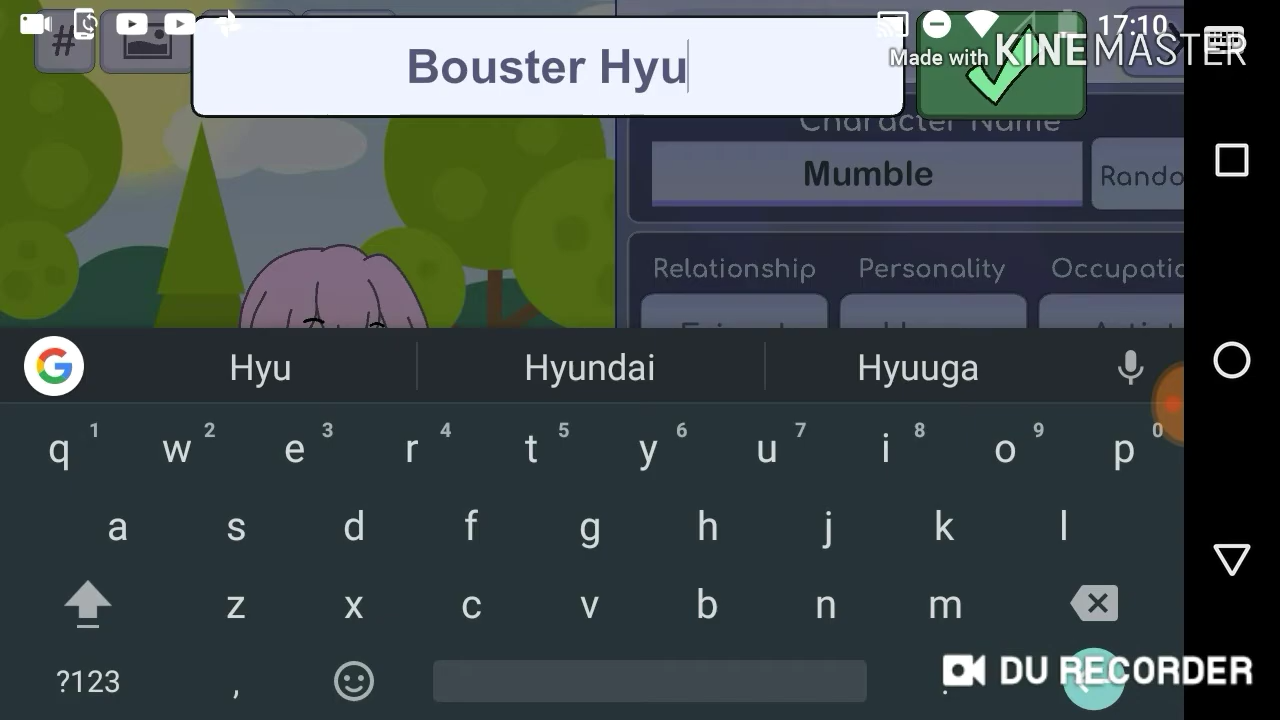 17:10
#
Bouster Hyu
Made with KINEMASTER
Character Name
Mumble
Rando
Relationship Personality Occupatio
Hyu Hyundai Hyuuga
q 1 w 2 e 3 r 4 t 5 y 6 u 7 i 8 o 9 p 0
a s d f g h j k l
z x c v b n m
?123 , .
DU RECORDER